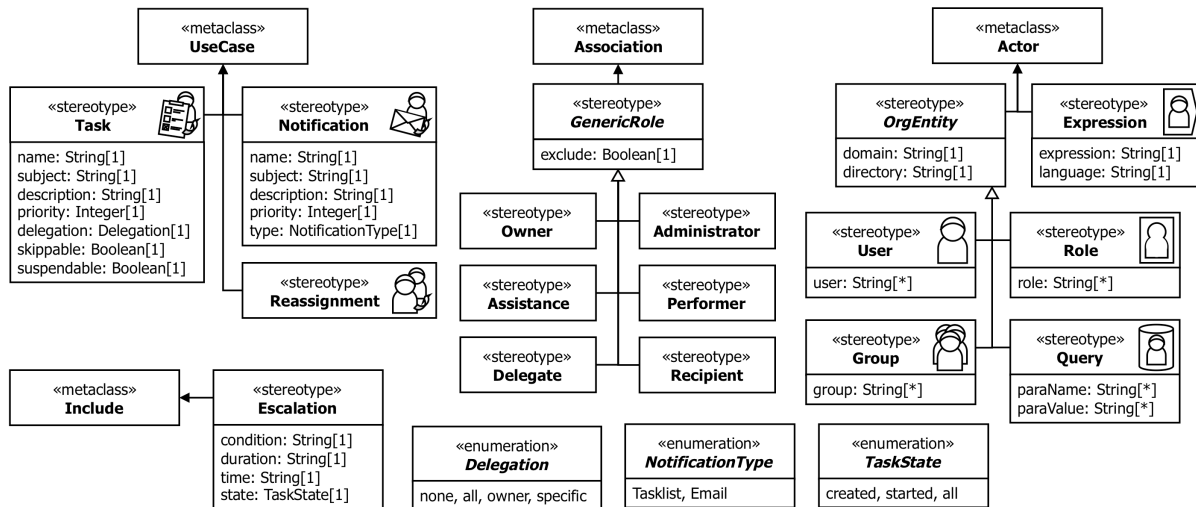 «metaclass»
UseCase
«stereotype»
Task
name: String[1]
subject: String[1]
description: String[1]
priority: Integer[1]
delegation: Delegation[1]
skippable: Boolean[1]
suspendable: Boolean[1]
«stereotype»
Notification
name: String[1]
subject: String[1]
description: String[1]
priority: Integer[1]
type: NotificationType[1]
«stereotype»
Reassignment
«metaclass»
Include
«stereotype»
Escalation
condition: String[1]
duration: String[1]
time: String[1]
state: TaskState[1]
«metaclass»
Association
«stereotype»
GenericRole
exclude: Boolean[1]
«stereotype»
Owner
«stereotype»
Administrator
«stereotype»
Assistance
«stereotype»
Performer
«stereotype»
Delegate
«stereotype»
Recipient
«enumeration»
Delegation
none, all, owner, specific
«enumeration»
NotificationType
Tasklist, Email
«enumeration»
TaskState
created, started, all
«metaclass»
Actor
«stereotype»
OrgEntity
domain: String[1]
directory: String[1]
«stereotype»
Expression
expression: String[1]
language: String[1]
«stereotype»
User
user: String[*]
«stereotype»
Role
role: String[*]
«stereotype»
Group
group: String[*]
«stereotype»
Query
paraName: String[*]
paraValue: String[*]